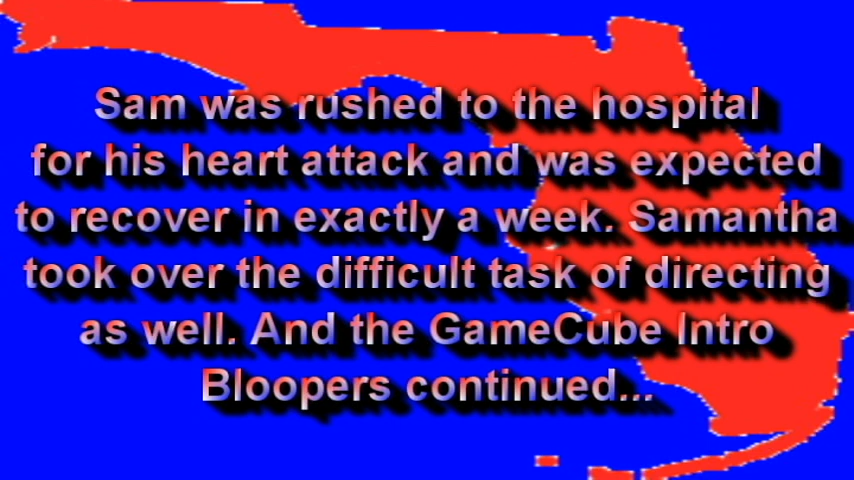 Sam was rushed to the hospital
for his heart attack and was expected
to recover in exactly a week. Samantha
took over the difficult task of directing
as well. And the GameCube Intro
Bloopers continued...